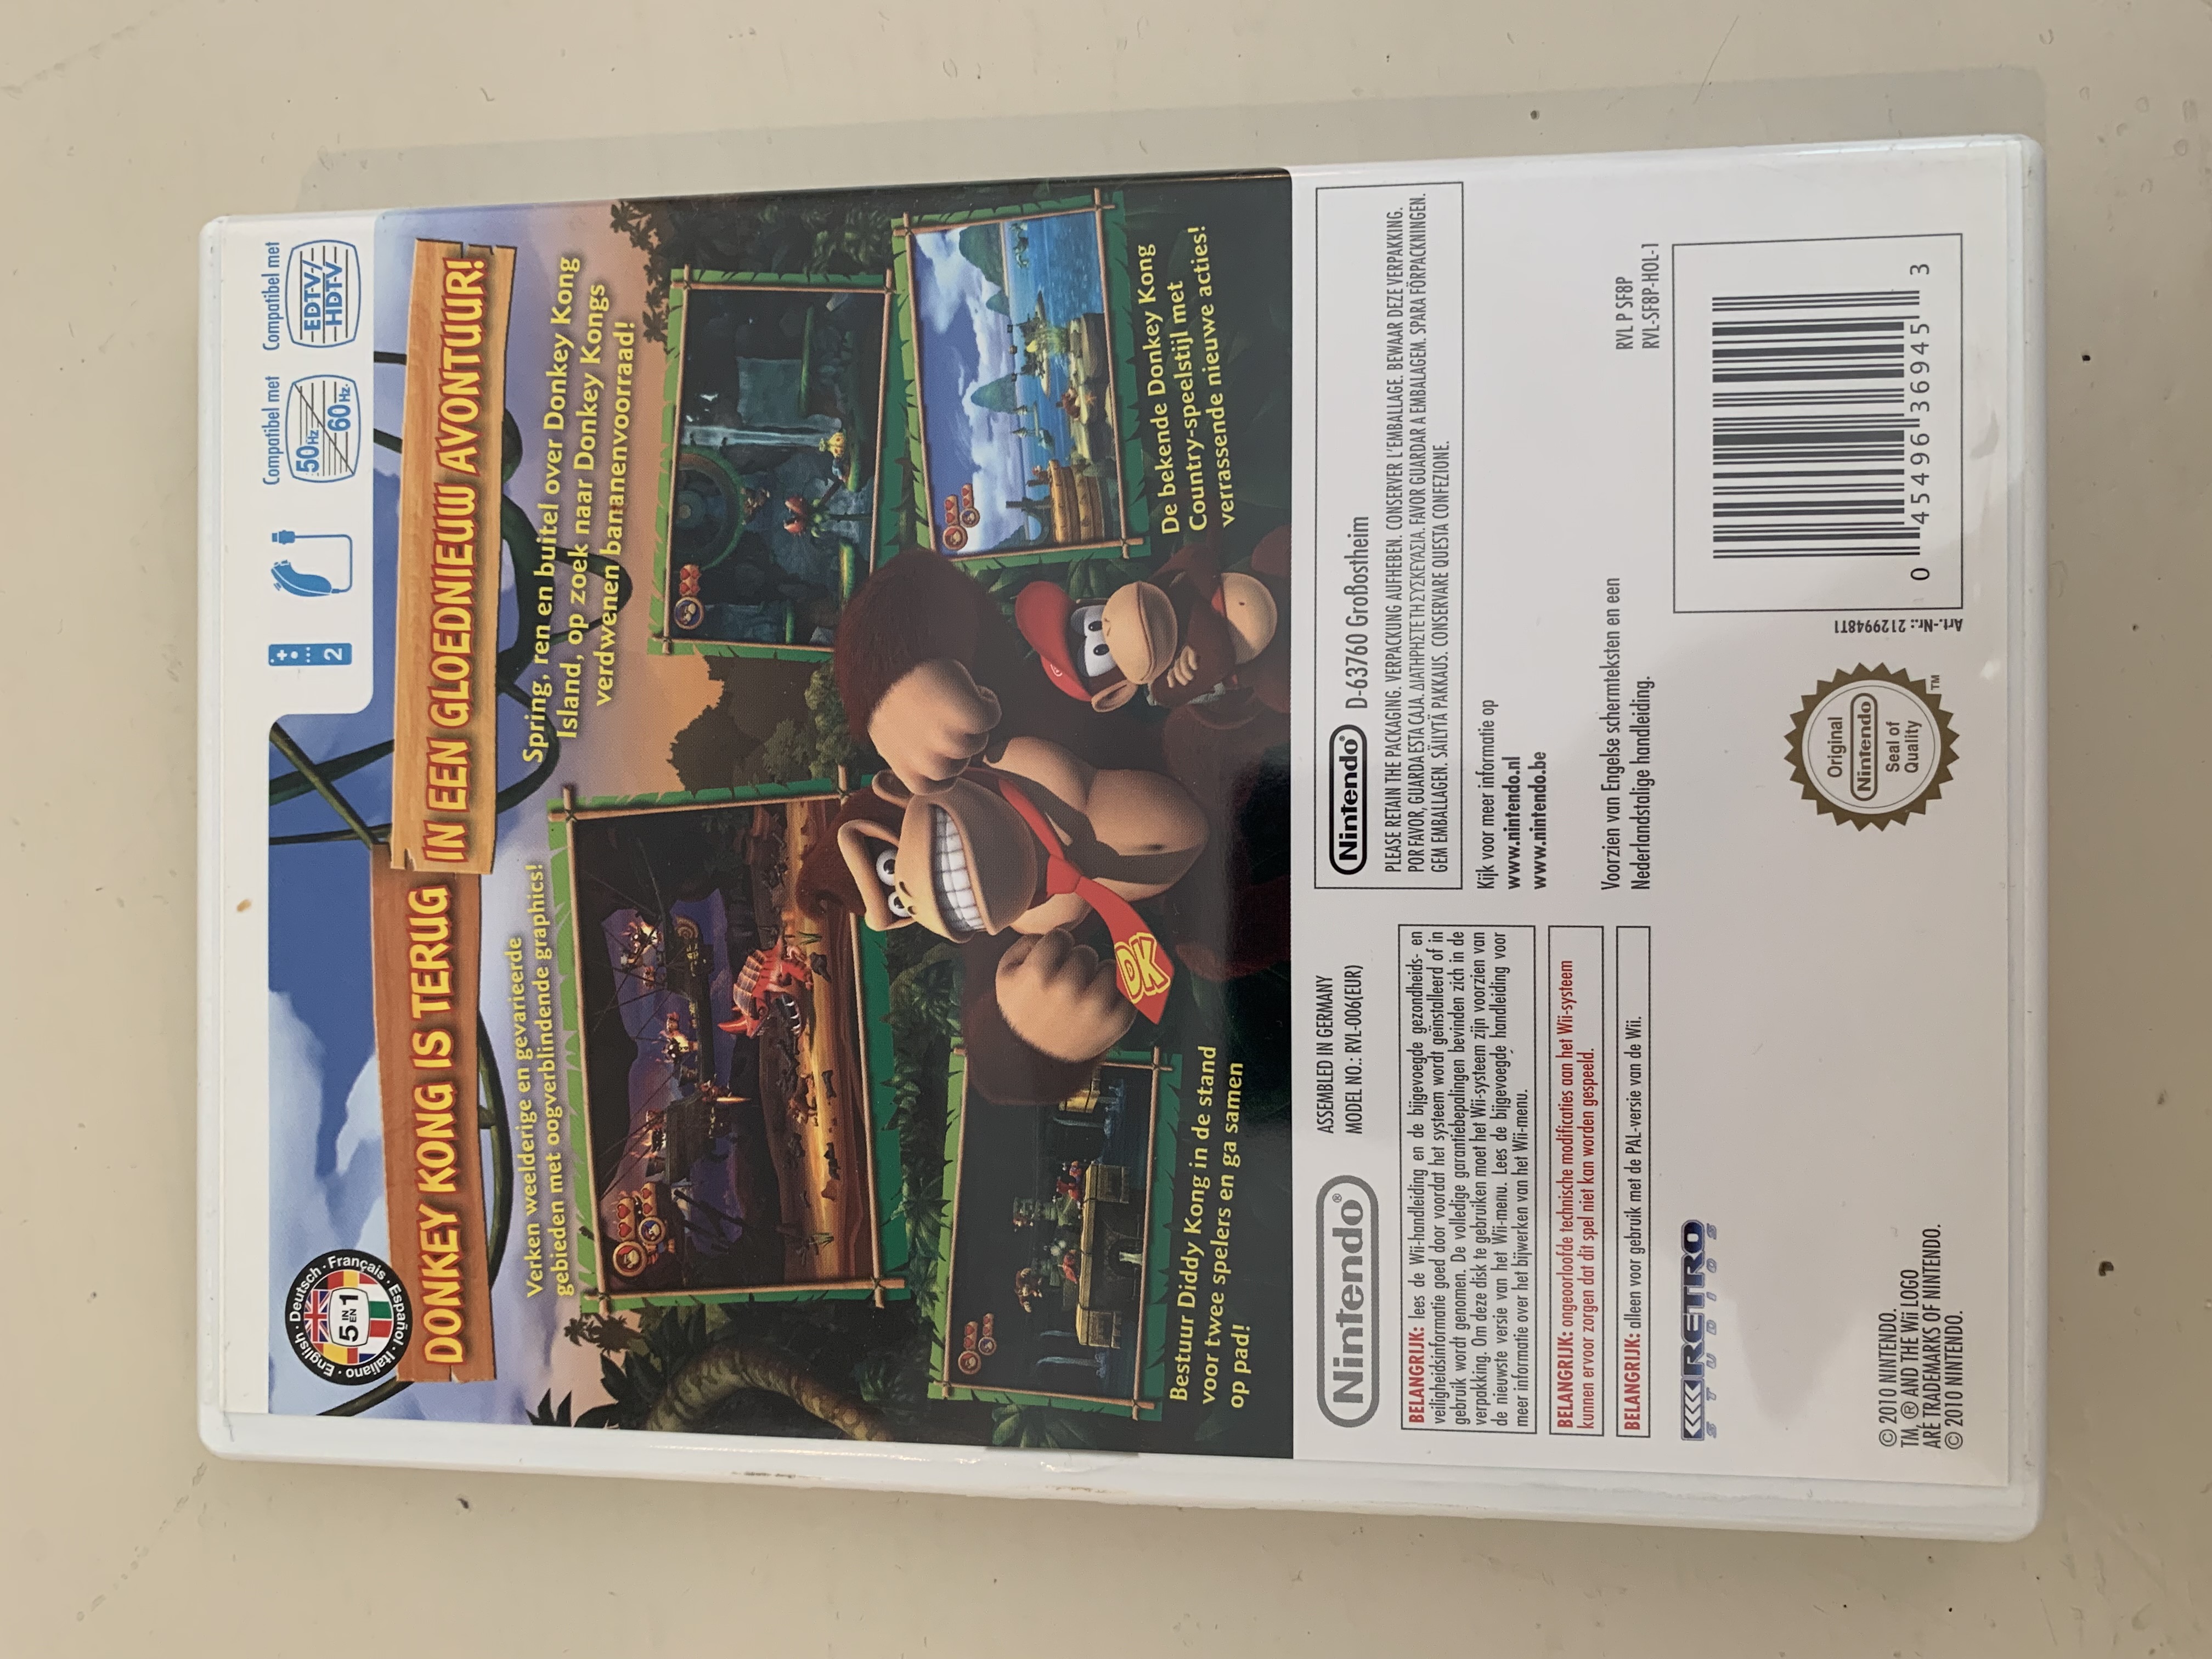 English · Deutsch · Français · Español · Italiano ·
5 IN EN 1
2
Compatibel met
50Hz
60Hz
Compatibel met
EDTV/
HDTV
DONKEY KONG IS TERUG
IN EEN GLOEDNIEUW AVONTUUR!
Verken weelderige en gevarieerde
gebieden met oogverblindende graphics!
Spring, ren en buitel over Donkey Kong
Island, op zoek naar Donkey Kongs
verdwenen bananenvoorraad!
DK
Bestuur Diddy Kong in de stand
voor twee spelers en ga samen
op pad!
De bekende Donkey Kong
Country-speelstijl met
verrassende nieuwe acties!
Nintendo®
ASSEMBLED IN GERMANY
MODEL NO.: RVL-006(EUR)
BELANGRIJK: lees de Wii-handleiding en de bijgevoegde gezondheids- en
veiligheidsinformatie goed door voordat het systeem wordt geïnstalleerd of in
gebruik wordt genomen. De volledige garantiebepalingen bevinden zich in de
verpakking. Om deze disk te gebruiken moet het Wii-systeem zijn voorzien van
de nieuwste versie van het Wii-menu. Lees de bijgevoegde handleiding voor
meer informatie over het bijwerken van het Wii-menu.
BELANGRIJK: ongeoorloofde technische modificaties aan het Wii-systeem
kunnen ervoor zorgen dat dit spel niet kan worden gespeeld.
BELANGRIJK: alleen voor gebruik met de PAL-versie van de Wii.
RETRO
STUDIOS
© 2010 NINTENDO.
TM, ® AND THE Wii LOGO
ARE TRADEMARKS OF NINTENDO.
© 2010 NINTENDO.
Nintendo® D-63760 Großostheim
PLEASE RETAIN THE PACKAGING. VERPACKUNG AUFHEBEN. CONSERVER L'EMBALLAGE. BEWAAR DEZE VERPAKKING.
POR FAVOR, GUARDA ESTA CAJA. ΔΙΑΤΗΡΗΣΤΕ ΤΗ ΣΥΣΚΕΥΑΣΙΑ. FAVOR GUARDAR A EMBALAGEM. SPARA FÖRPACKNINGEN.
GEM EMBALLAGEN. SÄILYTÄ PAKKAUS. CONSERVARE QUESTA CONFEZIONE.
Kijk voor meer informatie op
www.nintendo.nl
www.nintendo.be
Voorzien van Engelse schermteksten en een
Nederlandstalige handleiding.
RVL P SF8P
RVL-SF8P-HOL-1
Original
Nintendo
Seal of
Quality
TM
Art.-Nr.: 2129948T1
0 45496 36945 3